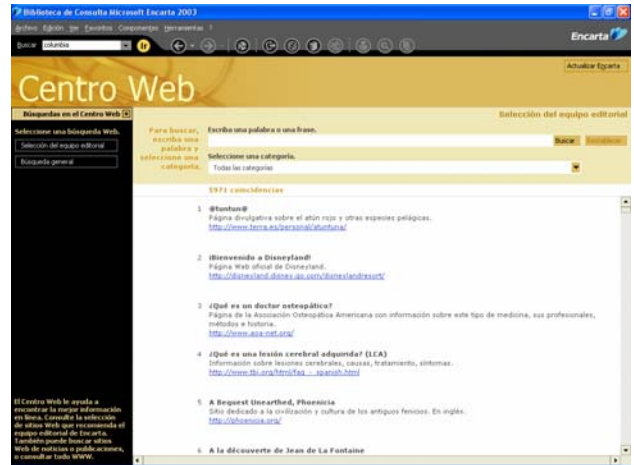 Biblioteca de Consulta Microsoft Encarta 2003
Archivo Edición Ver Favoritos Componentes Herramientas ?
Buscar columbia Ir
Encarta
Actualizar Encarta
Centro Web
Búsquedas en el Centro Web
Selección del equipo editorial
Seleccione una búsqueda Web.
Selección del equipo editorial
Búsqueda general
Para buscar, escriba una palabra y seleccione una categoría.
Escriba una palabra o una frase.
Buscar Restablecer
Seleccione una categoría.
Todas las categorías
5971 coincidencias
1 @tuntun@
Página divulgativa sobre el atún rojo y otras especies pelágicas.
http://www.terra.es/personal/atuntuna/
2 ¡Bienvenido a Disneyland!
Página Web oficial de Disneyland.
http://disneyland.disney.go.com/disneylandresort/
3 ¿Qué es un doctor osteopático?
Página de la Asociación Osteopática Americana con información sobre este tipo de medicina, sus profesionales,
métodos e historia.
http://www.aoa-net.org/
4 ¿Qué es una lesión cerebral adquirida? (LCA)
Información sobre lesiones cerebrales, causas, tratamiento, síntomas.
http://www.tbi.org/html/faq_-_spanish.html
5 A Bequest Unearthed, Phoenicia
Sitio dedicado a la civilización y cultura de los antiguos fenicios. En inglés.
http://phoenicia.org/
6 A la découverte de Jean de La Fontaine
El Centro Web le ayuda a
encontrar la mejor información
en línea. Consulte la selección
de sitios Web que recomienda el
equipo editorial de Encarta.
También puede buscar sitios
Web de noticias o publicaciones,
o consultar todo WWW.